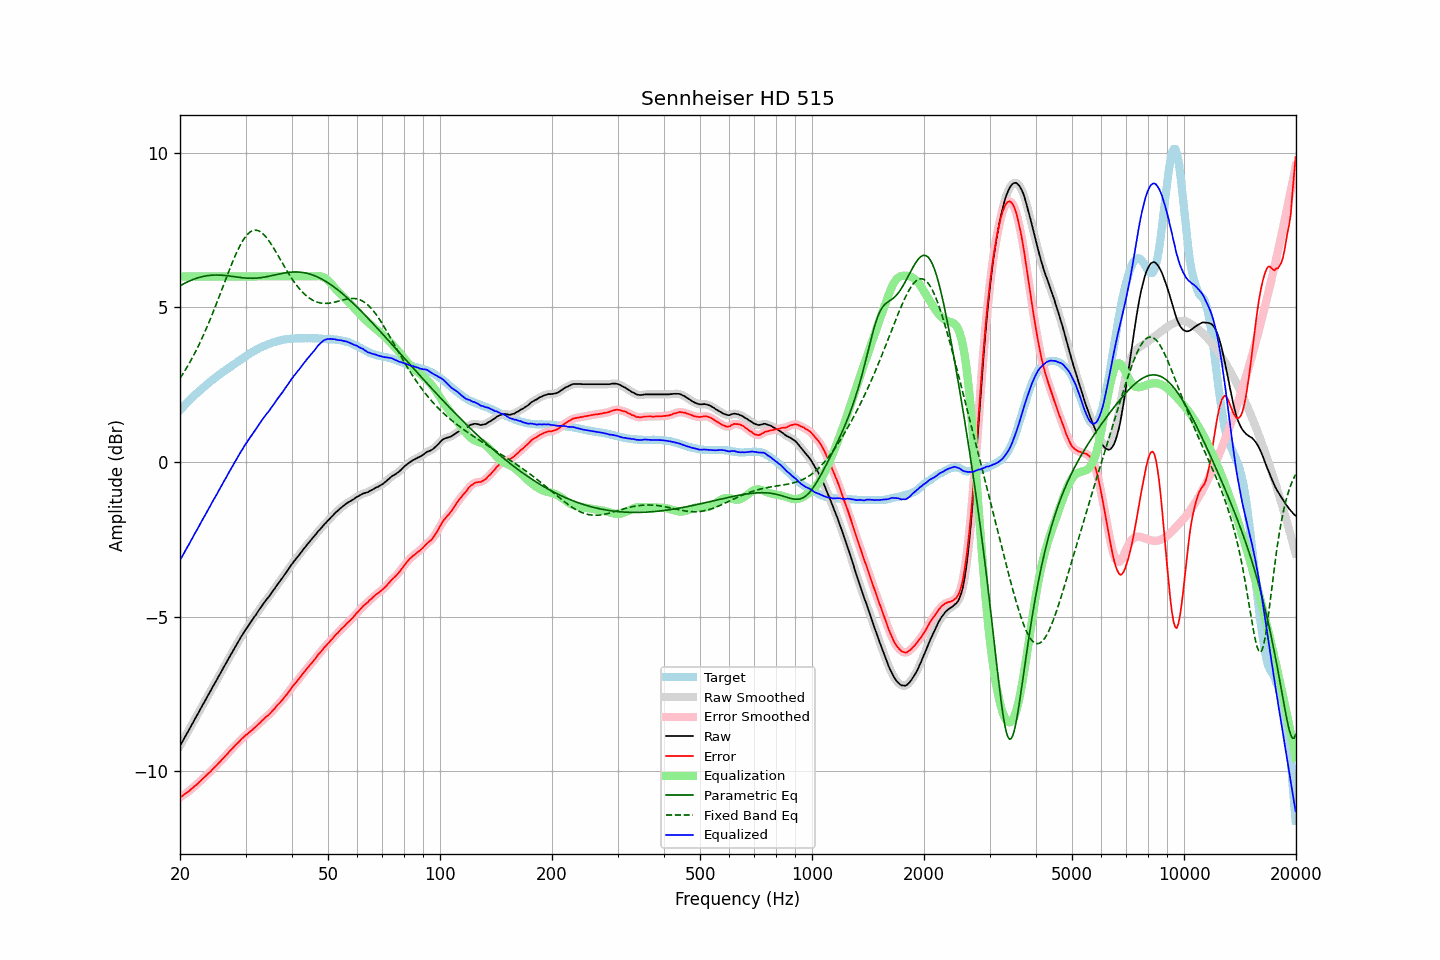 Sennheiser HD 515
Amplitude (dBr)
10
5
0
−5
−10
Target
Raw Smoothed
Error Smoothed
Raw
Error
Equalization
Parametric Eq
Fixed Band Eq
Equalized
20 50 100 200 500 1000 2000 5000 10000 20000
Frequency (Hz)